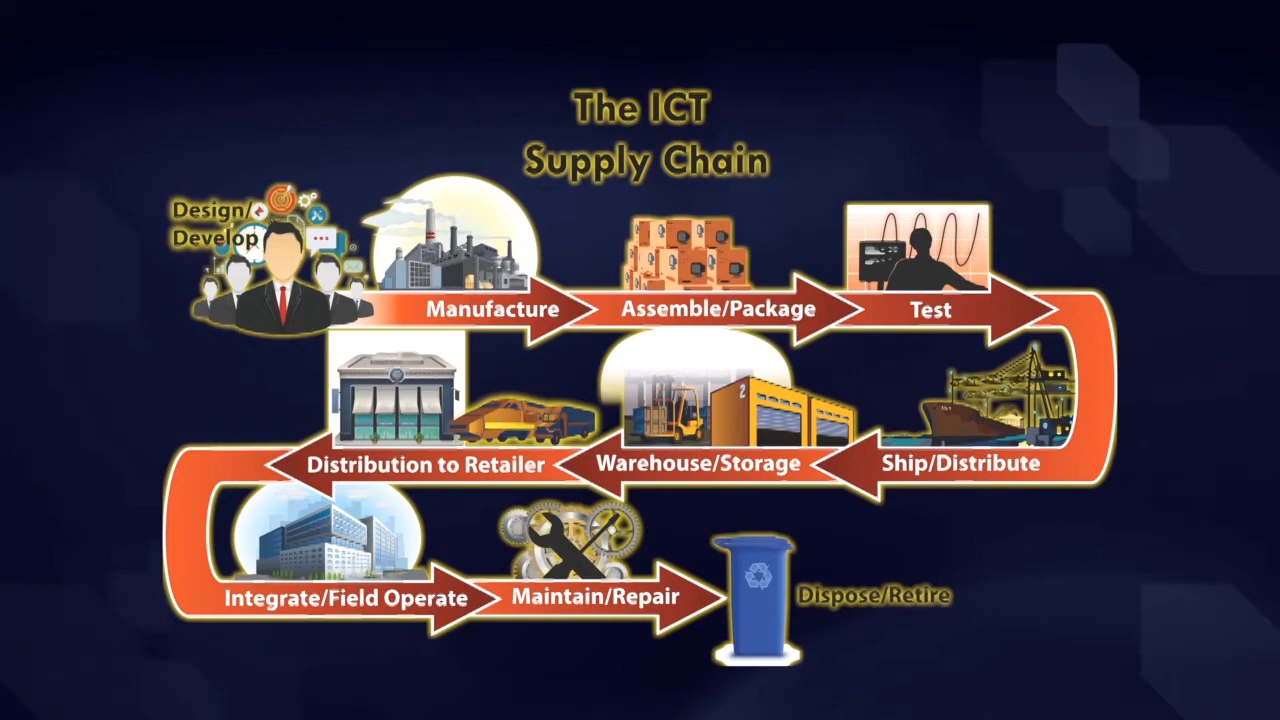 The ICT
Supply Chain
Design/
Develop
Manufacture
Assemble/Package
Test
Ship/Distribute
2
Warehouse/Storage
Distribution to Retailer
Integrate/Field Operate
Maintain/Repair
Dispose/Retire